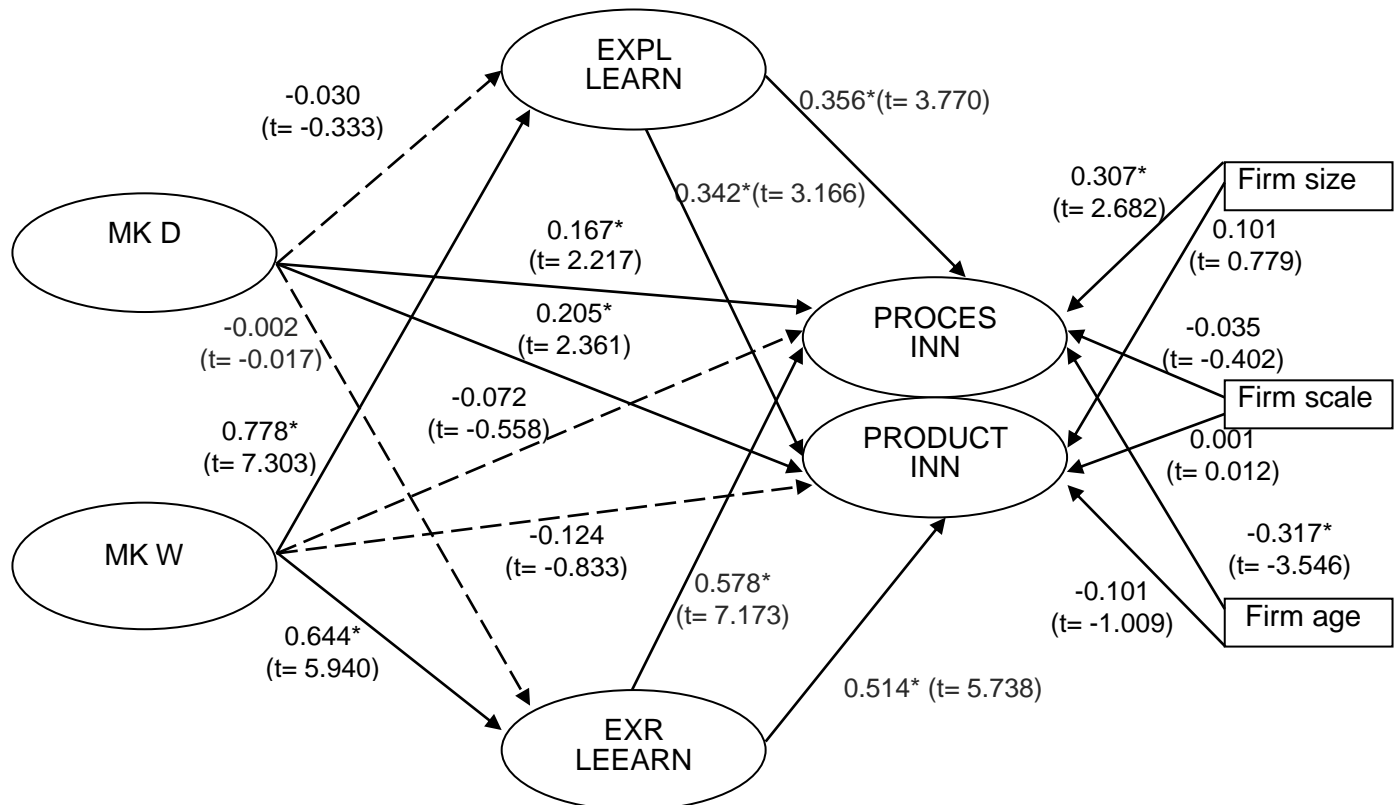 EXPL
LEARN
-0.030
(t= -0.333)
0.356*(t= 3.770)
0.342*(t= 3.166)
MK D
0.167*
(t= 2.217)
0.205*
(t= 2.361)
-0.002
(t= -0.017)
-0.072
(t= -0.558)
0.778*
(t= 7.303)
MK W
-0.124
(t= -0.833)
0.644*
(t= 5.940)
0.578*
(t= 7.173)
0.514* (t= 5.738)
EXR
LEEARN
PROCES
INN
PRODUCT
INN
0.307*
(t= 2.682)
Firm size
0.101
(t= 0.779)
-0.035
(t= -0.402)
Firm scale
0.001
(t= 0.012)
-0.317*
(t= -3.546)
-0.101
(t= -1.009)
Firm age